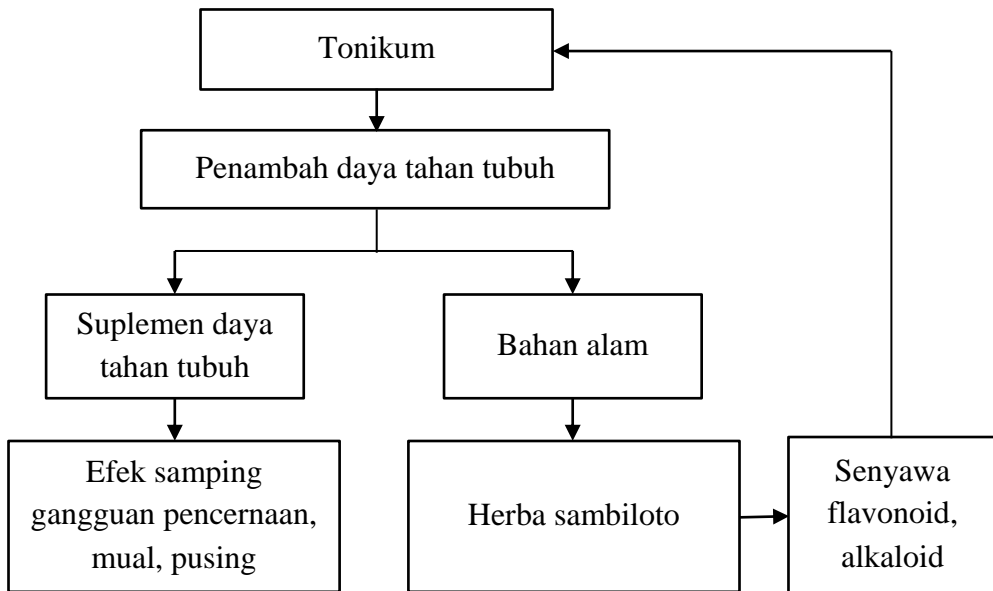 Tonikum
Penambah daya tahan tubuh
Suplemen daya
tahan tubuh
Bahan alam
Efek samping
gangguan pencernaan,
mual, pusing
Herba sambiloto
Senyawa
flavonoid,
alkaloid